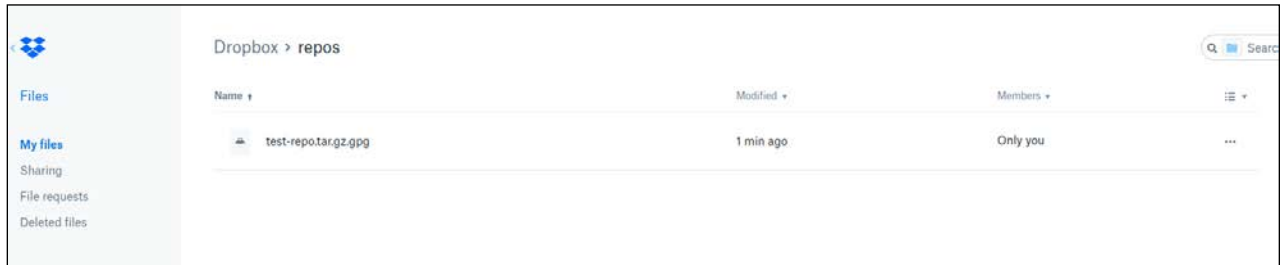 Dropbox > repos
Searc
Files
Name Modified Members
My files
test-repo.tar.gz.gpg 1 min ago Only you
Sharing
File requests
Deleted files